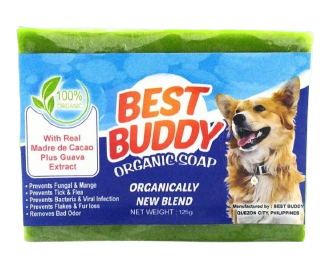 100%
ORGANIC
BEST
BUDDY
ORGANIC SOAP
With Real
Madre de Cacao
Plus Guava
Extract
ORGANICALLY
NEW BLEND
NET WEIGHT : 125g
• Prevents Fungal & Mange
• Prevents Tick & Flea
• Prevents Bacteria & Viral Infection
• Prevents Flakes & Fur loss
• Removes Bad Odor
Manufactured by : BEST BUDDY
QUEZON CITY, PHILIPPINES